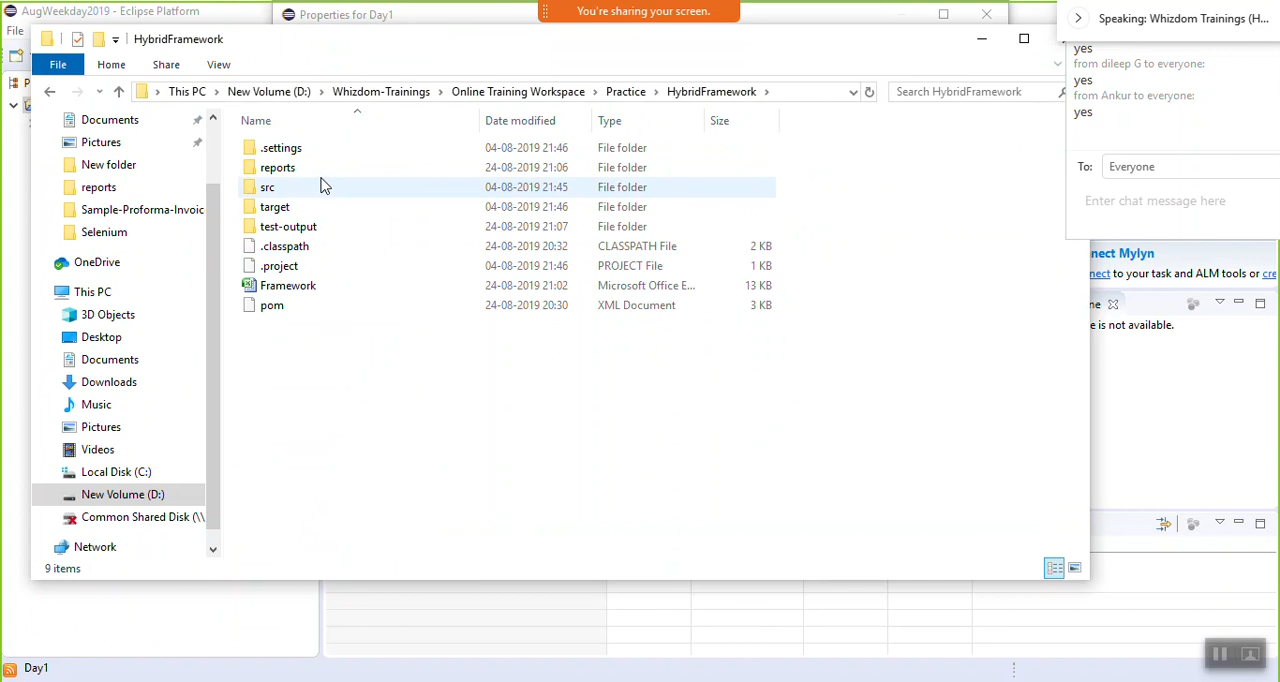 AugWeekday2019 - Eclipse Platform
Properties for Day1
You're sharing your screen.
Speaking: Whizdom Trainings (H...
File
HybridFramework
yes
from dileep G to everyone:
yes
from Ankur to everyone:
yes
File Home Share View
This PC New Volume (D:) Whizdom-Trainings Online Training Workspace Practice HybridFramework
Search HybridFramework
Name Date modified Type Size
Documents
Pictures
New folder
reports
Sample-Proforma-Invoic
Selenium
OneDrive
This PC
3D Objects
Desktop
Documents
Downloads
Music
Pictures
Videos
Local Disk (C:)
New Volume (D:)
Common Shared Disk (\\
Network
.settings 04-08-2019 21:46 File folder
reports 24-08-2019 21:06 File folder
src 04-08-2019 21:45 File folder
target 04-08-2019 21:46 File folder
test-output 24-08-2019 21:07 File folder
.classpath 24-08-2019 20:32 CLASSPATH File 2 KB
.project 04-08-2019 21:46 PROJECT File 1 KB
Framework 24-08-2019 21:02 Microsoft Office E... 13 KB
pom 24-08-2019 20:30 XML Document 3 KB
9 items
To: Everyone
Enter chat message here
nect Mylyn
nect to your task and ALM tools or cre
ne
e is not available.
Day1